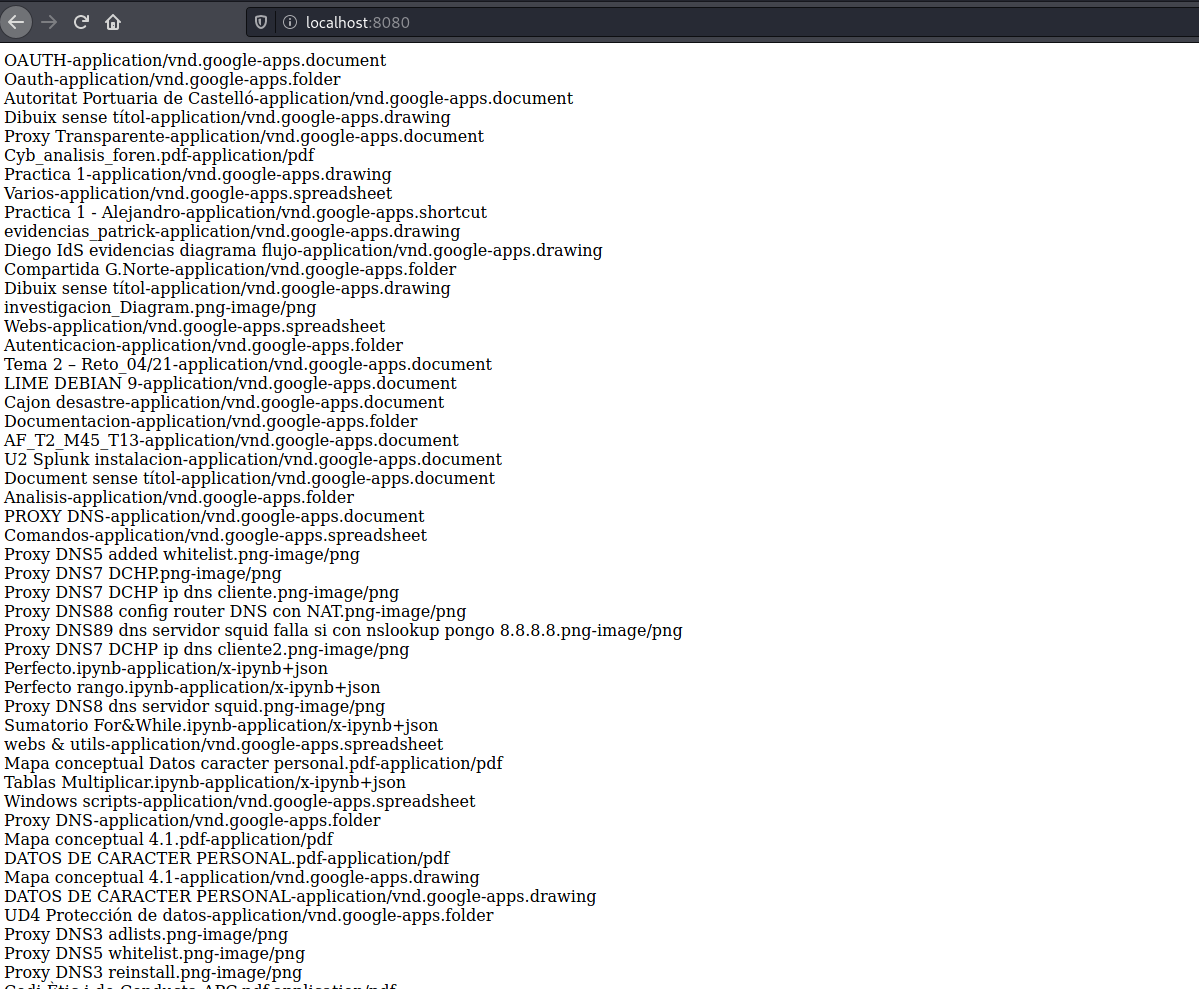 localhost:8080
OAUTH-application/vnd.google-apps.document
Oauth-application/vnd.google-apps.folder
Autoritat Portuaria de Castelló-application/vnd.google-apps.document
Dibuix sense títol-application/vnd.google-apps.drawing
Proxy Transparente-application/vnd.google-apps.document
Cyb_analisis_foren.pdf-application/pdf
Practica 1-application/vnd.google-apps.drawing
Varios-application/vnd.google-apps.spreadsheet
Practica 1 - Alejandro-application/vnd.google-apps.shortcut
evidencias_patrick-application/vnd.google-apps.drawing
Diego IdS evidencias diagrama flujo-application/vnd.google-apps.drawing
Compartida G.Norte-application/vnd.google-apps.folder
Dibuix sense títol-application/vnd.google-apps.drawing
investigacion_Diagram.png-image/png
Webs-application/vnd.google-apps.spreadsheet
Autenticacion-application/vnd.google-apps.folder
Tema 2 – Reto_04/21-application/vnd.google-apps.document
LIME DEBIAN 9-application/vnd.google-apps.document
Cajon desastre-application/vnd.google-apps.document
Documentacion-application/vnd.google-apps.folder
AF_T2_M45_T13-application/vnd.google-apps.document
U2 Splunk instalacion-application/vnd.google-apps.document
Document sense títol-application/vnd.google-apps.document
Analisis-application/vnd.google-apps.folder
PROXY DNS-application/vnd.google-apps.document
Comandos-application/vnd.google-apps.spreadsheet
Proxy DNS5 added whitelist.png-image/png
Proxy DNS7 DCHP.png-image/png
Proxy DNS7 DCHP ip dns cliente.png-image/png
Proxy DNS88 config router DNS con NAT.png-image/png
Proxy DNS89 dns servidor squid falla si con nslookup pongo 8.8.8.8.png-image/png
Proxy DNS7 DCHP ip dns cliente2.png-image/png
Perfecto.ipynb-application/x-ipynb+json
Perfecto rango.ipynb-application/x-ipynb+json
Proxy DNS8 dns servidor squid.png-image/png
Sumatorio For&While.ipynb-application/x-ipynb+json
webs & utils-application/vnd.google-apps.spreadsheet
Mapa conceptual Datos caracter personal.pdf-application/pdf
Tablas Multiplicar.ipynb-application/x-ipynb+json
Windows scripts-application/vnd.google-apps.spreadsheet
Proxy DNS-application/vnd.google-apps.folder
Mapa conceptual 4.1.pdf-application/pdf
DATOS DE CARACTER PERSONAL.pdf-application/pdf
Mapa conceptual 4.1-application/vnd.google-apps.drawing
DATOS DE CARACTER PERSONAL-application/vnd.google-apps.drawing
UD4 Protección de datos-application/vnd.google-apps.folder
Proxy DNS3 adlists.png-image/png
Proxy DNS5 whitelist.png-image/png
Proxy DNS3 reinstall.png-image/png